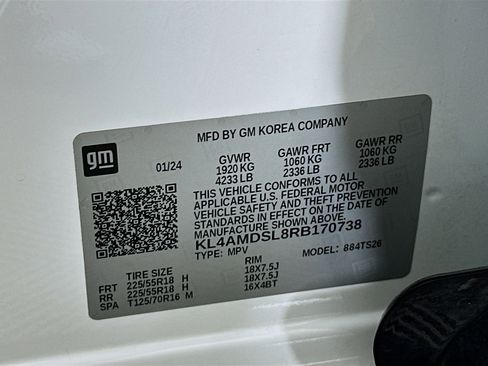 MFD BY GM KOREA COMPANY
gm
01/24
GVWR
1920 KG
4233 LB
GAWR FRT
1060 KG
2336 LB
GAWR RR
1060 KG
2336 LB
THIS VEHICLE CONFORMS TO ALL
APPLICABLE U.S. FEDERAL MOTOR
VEHICLE SAFETY AND THEFT PREVENTION
STANDARDS IN EFFECT ON THE DATE OF
MANUFACTURE SHOWN ABOVE.
KL4AMDSL8RB170738
TYPE: MPV MODEL: 884TS26
TIRE SIZE RIM
FRT 225/55R18 H 18X7.5J
RR 225/55R18 H 18X7.5J
SPA T125/70R16 M 16X4BT